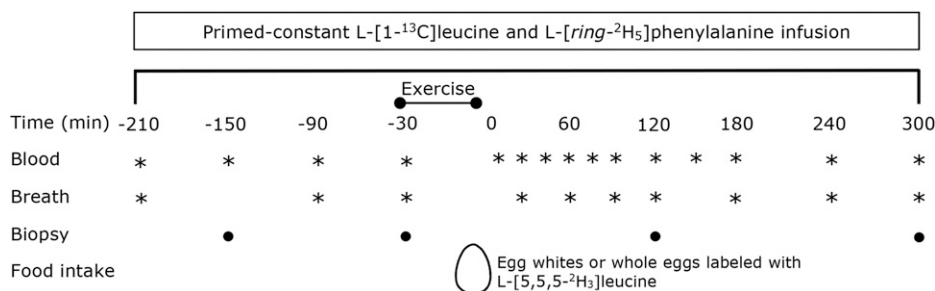 Primed-constant L-[1-¹³C]leucine and L-[ring-²H₅]phenylalanine infusion
Exercise
Time (min) -210 -150 -90 -30 0 60 120 180 240 300
Blood * * * * * * * * * * * * * * *
Breath * * * * * * * * * *
Biopsy
Food intake
Egg whites or whole eggs labeled with
L-[5,5,5-²H₃]leucine